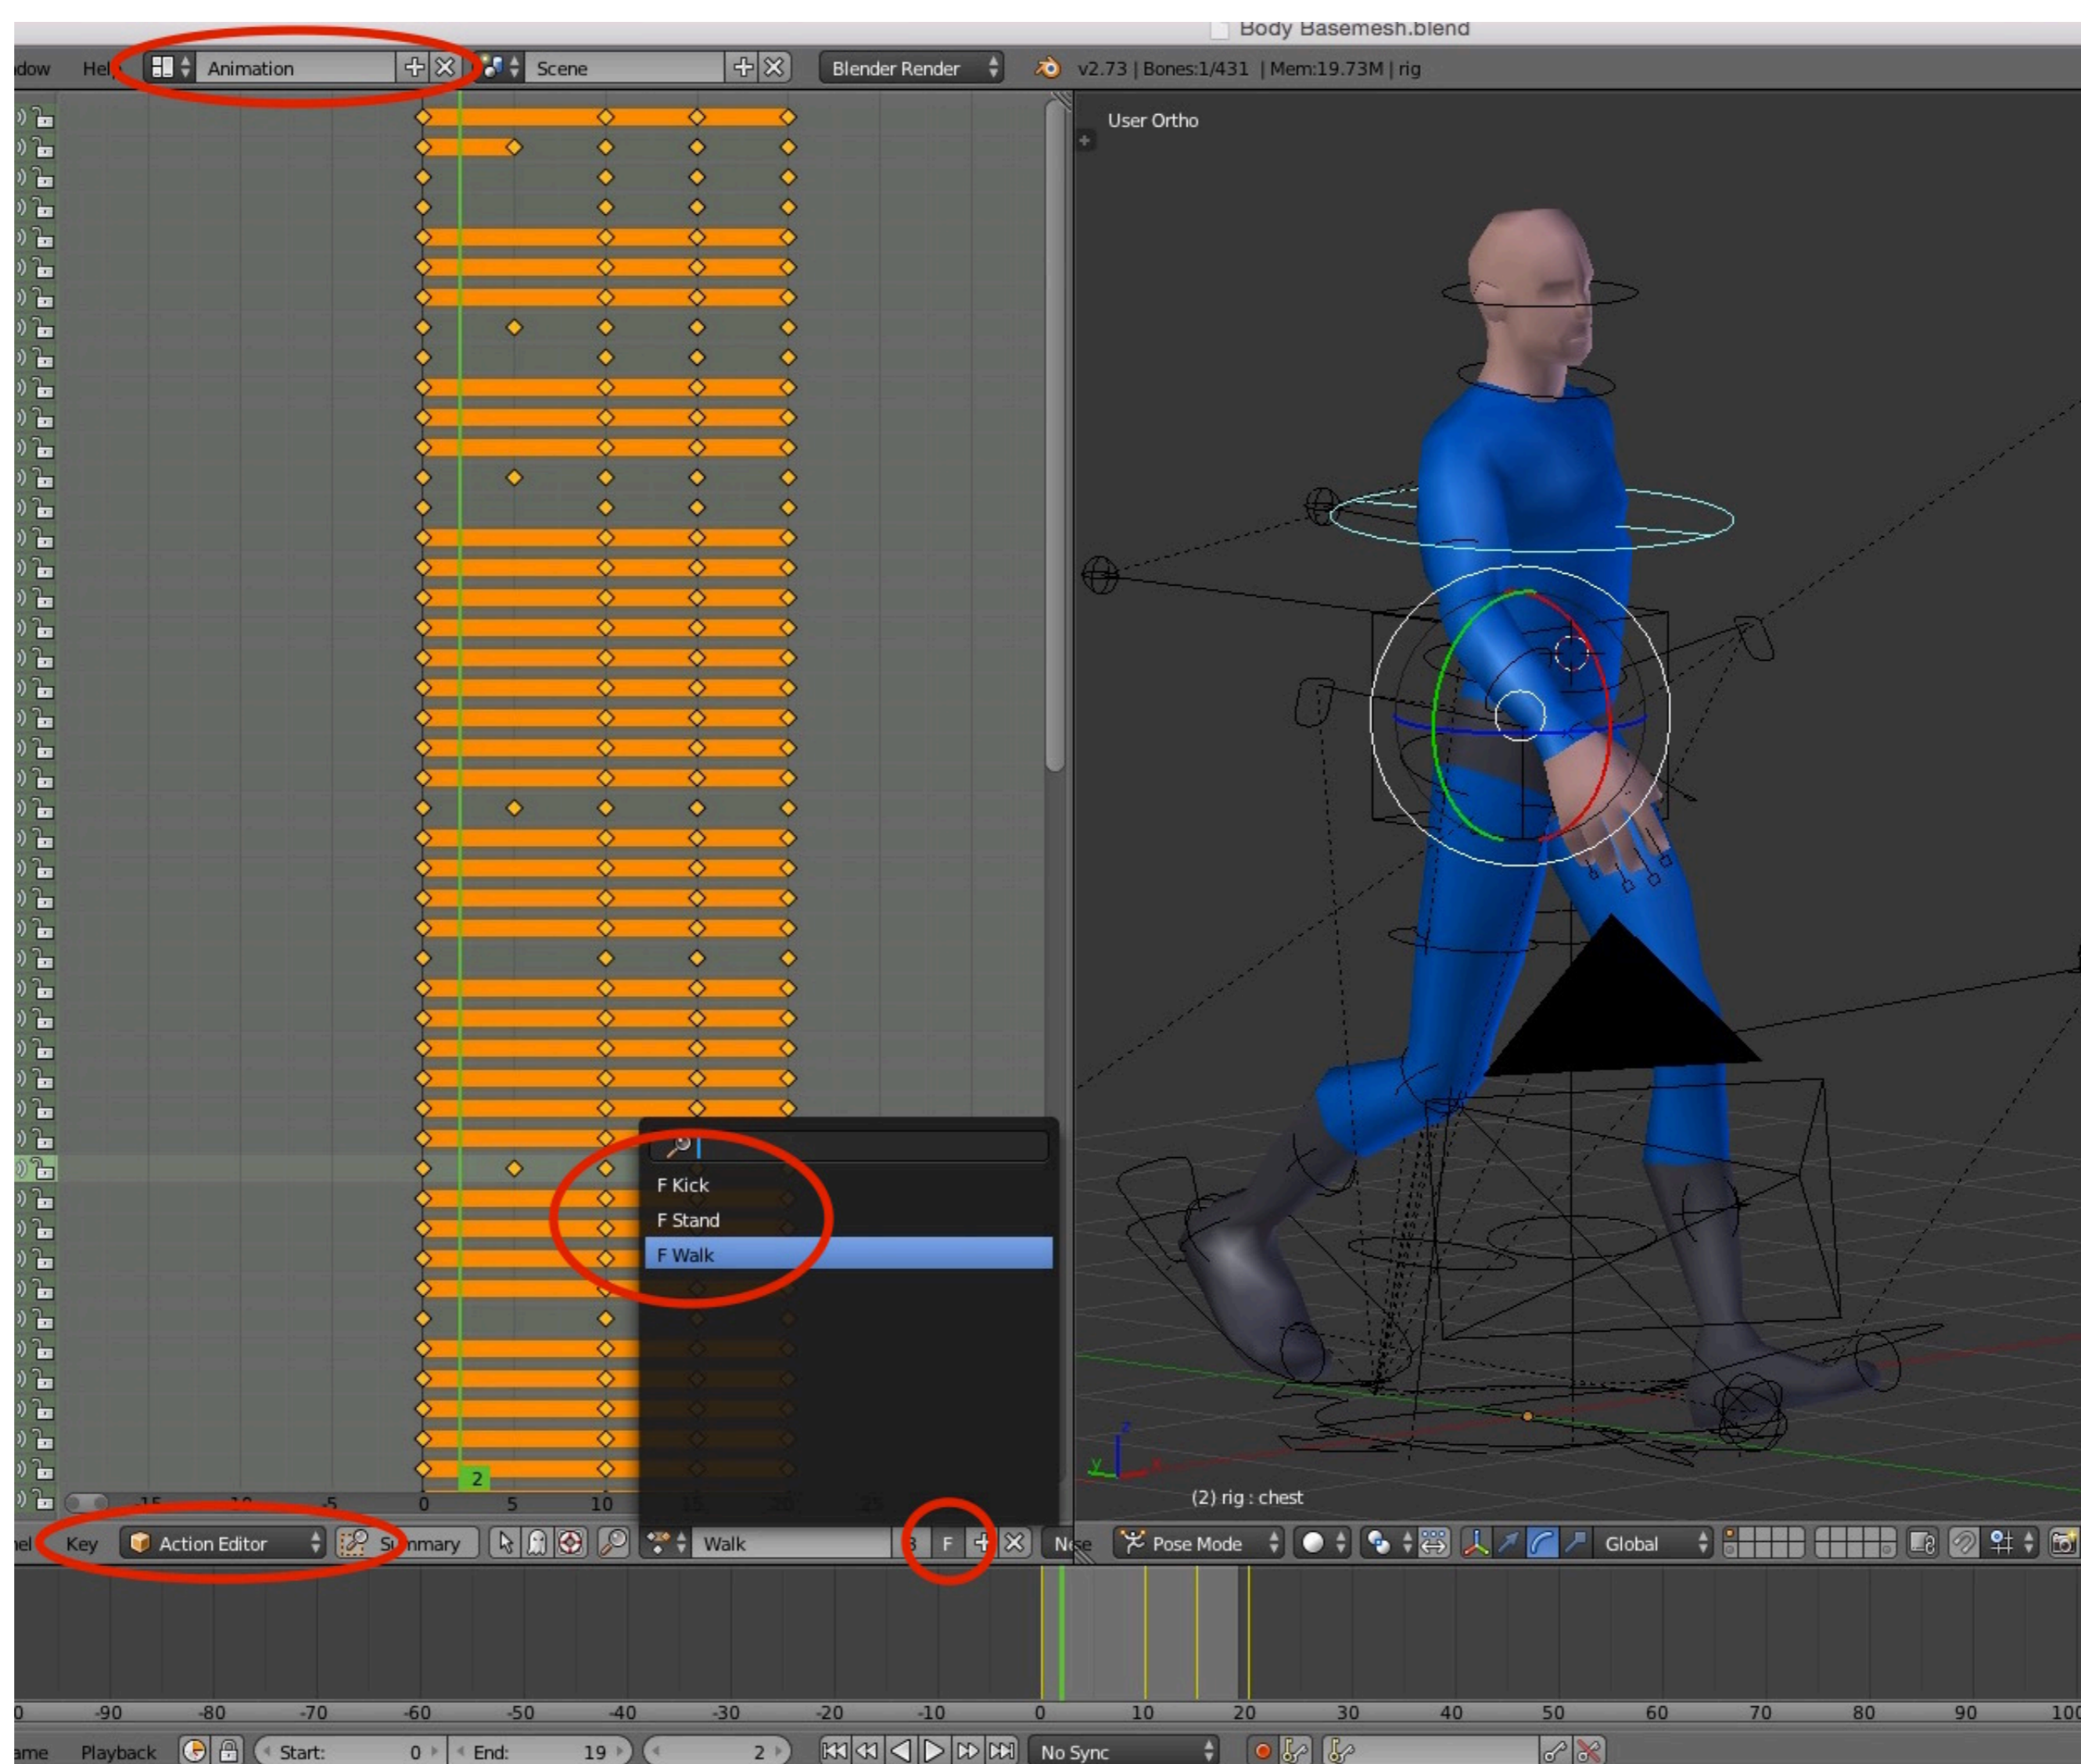 Body Basemesh.blend
Animation Scene Blender Render v2.73 | Bones:1/431 | Mem:19.73M | rig
User Ortho
F Kick
F Stand
F Walk
2
-5 0 5 10
z
y x
(2) rig : chest
Key Action Editor Summary Walk F Pose Mode Global
-90 -80 -70 -60 -50 -40 -30 -20 -10 0 10 20 30 40 50 60 70 80 90
Playback Start: 0 End: 19 2 No Sync